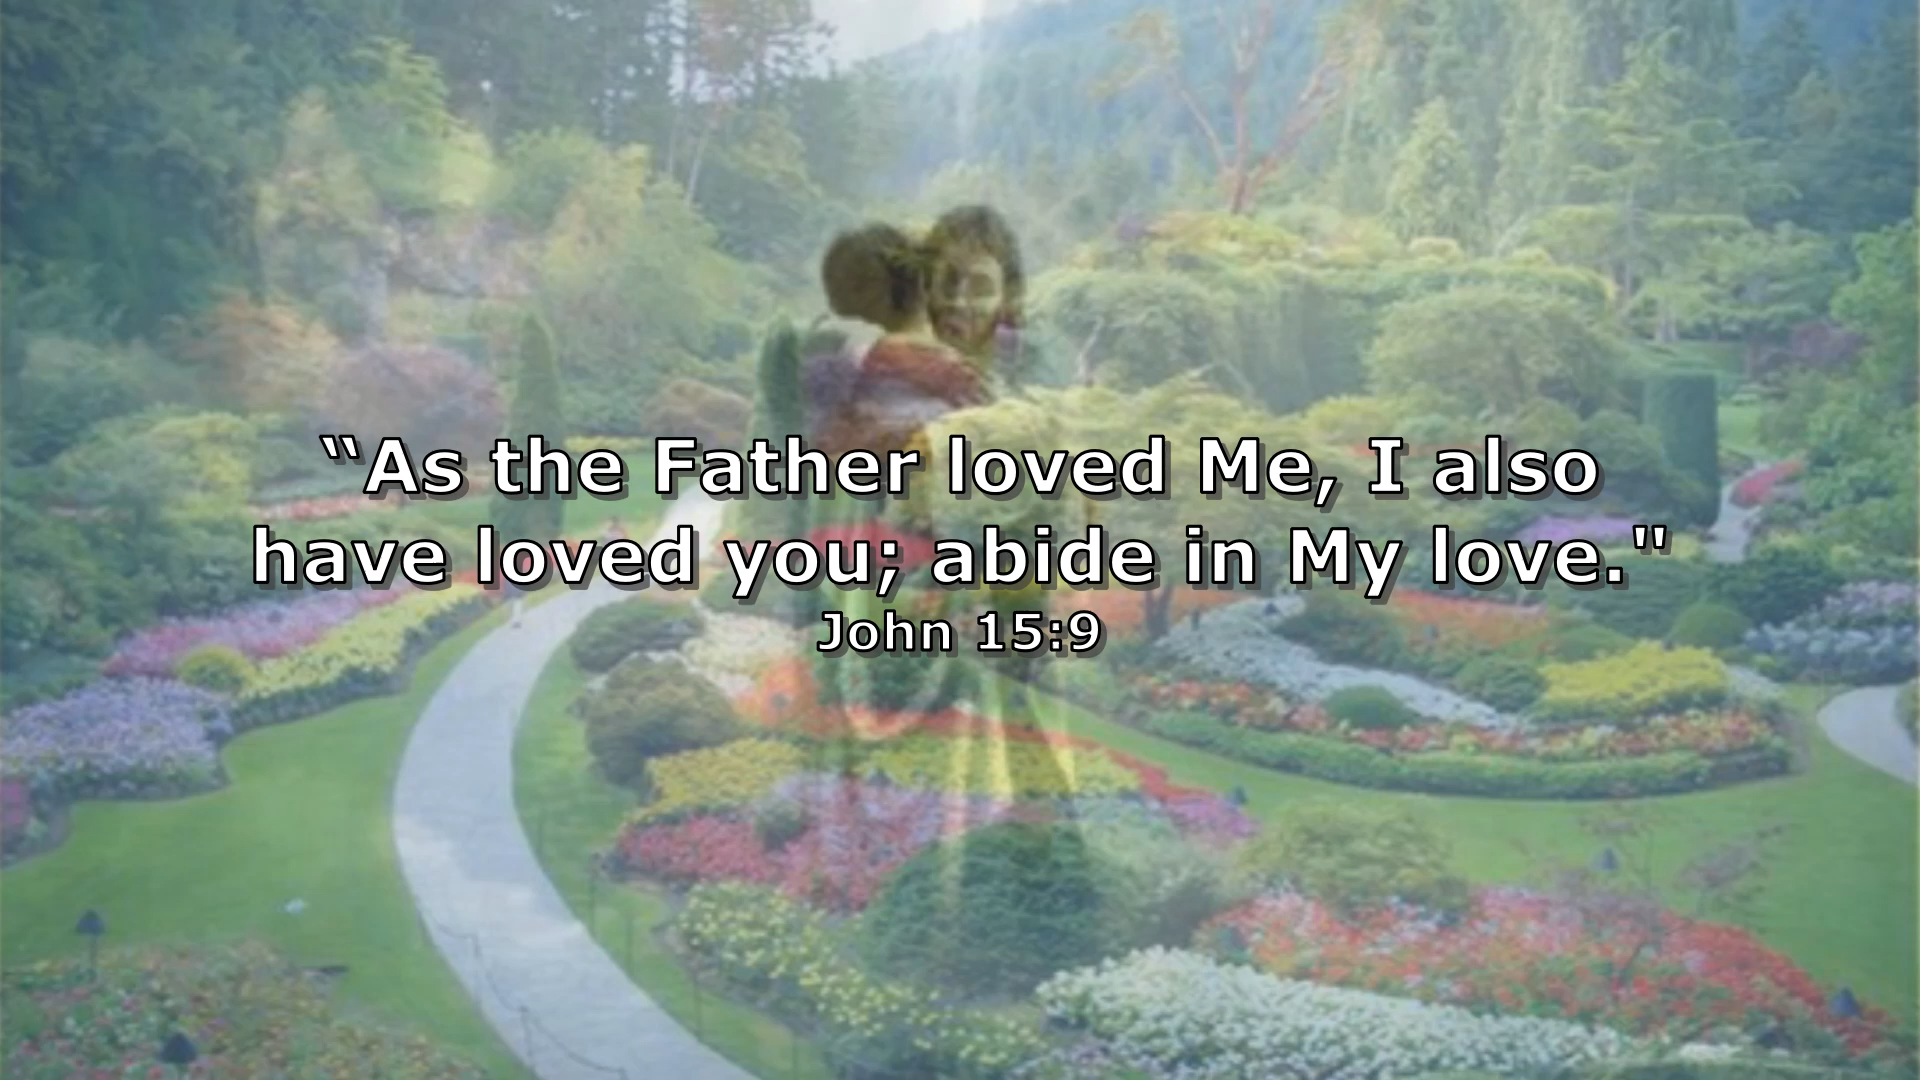 “As the Father loved Me, I also
have loved you; abide in My love."
John 15:9